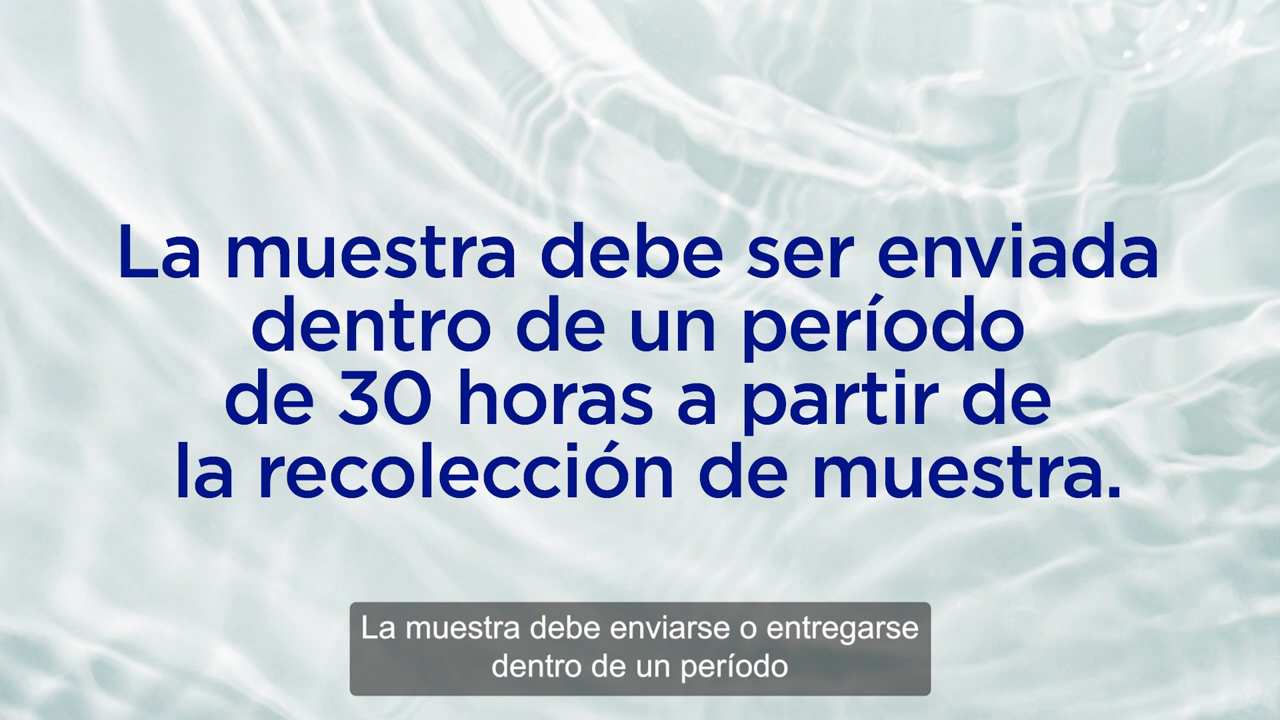 La muestra debe ser enviada
dentro de un período
de 30 horas a partir de
la recolección de muestra.
La muestra debe enviarse o entregarse
dentro de un período